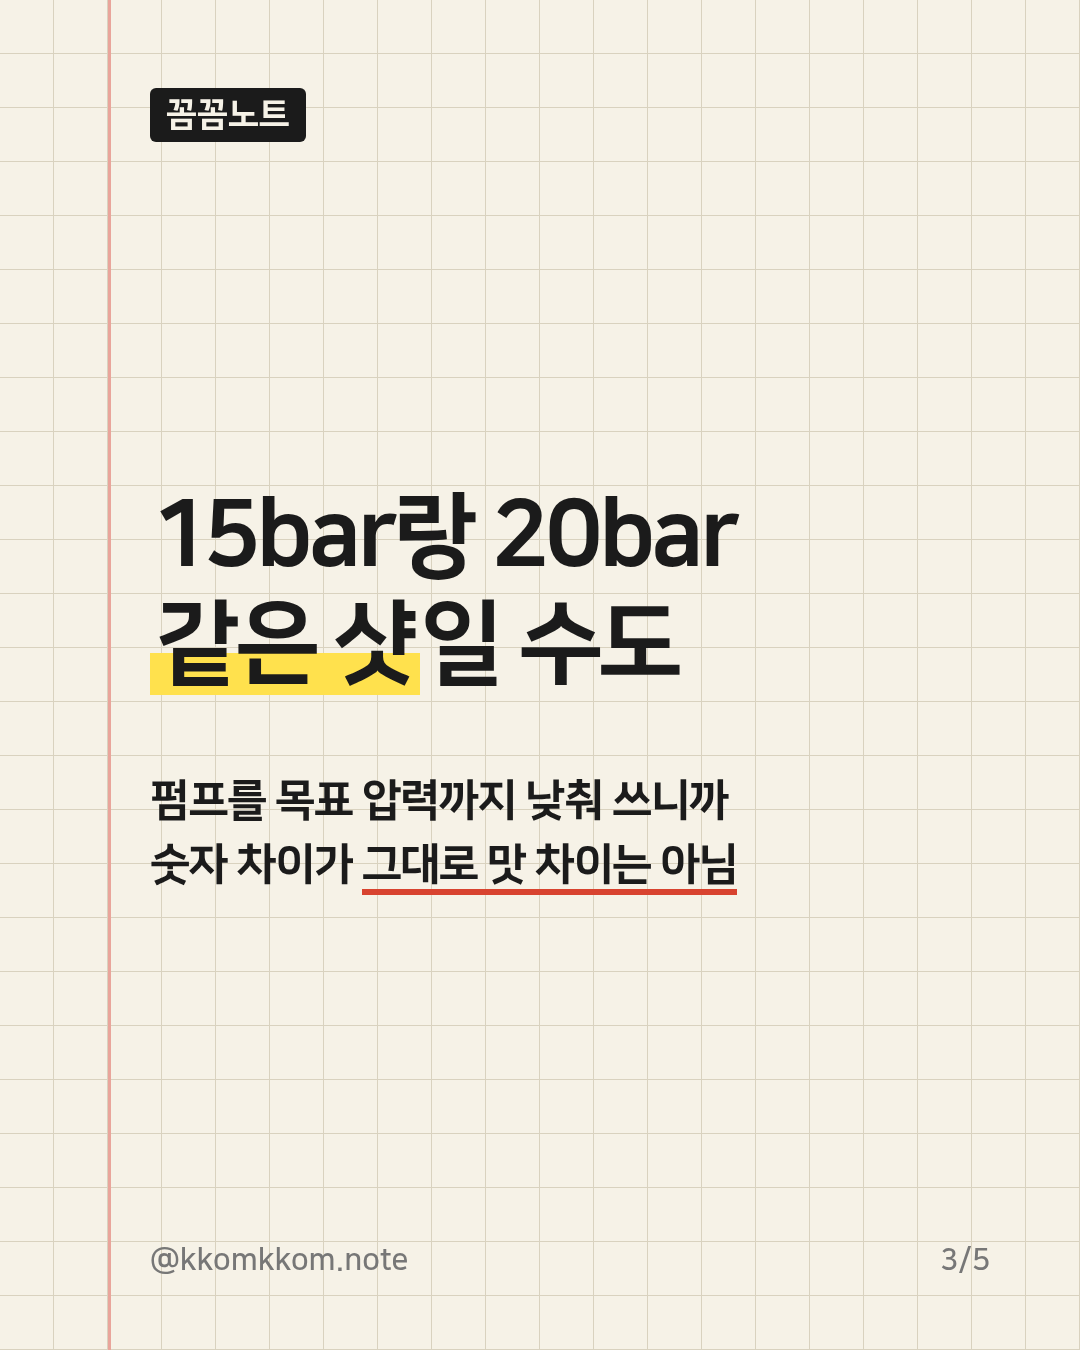 꼼꼼노트
15bar랑 20bar
같은 샷일 수도
펌프를 목표 압력까지 낮춰 쓰니까
숫자 차이가 그대로 맛 차이는 아님
@kkomkkom.note
3/5